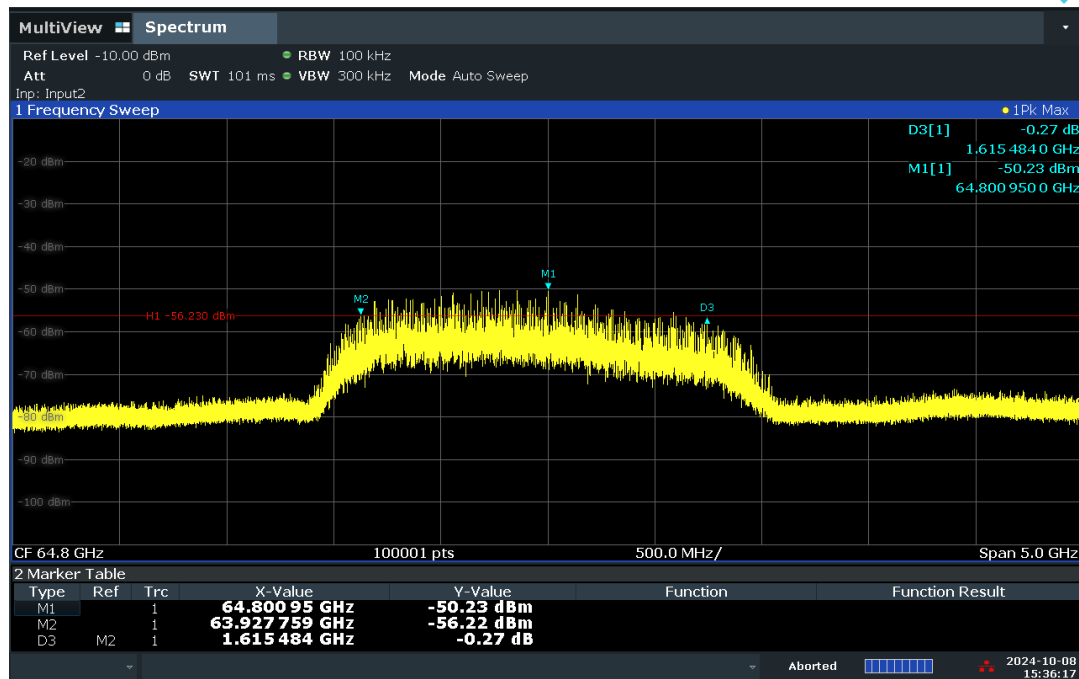 MultiView Spectrum
Ref Level -10.00 dBm RBW 100 kHz
Att 0 dB SWT 101 ms VBW 300 kHz Mode Auto Sweep
Inp: Input2
1 Frequency Sweep 1Pk Max
D3[1] -0.27 dB
1.615 484 0 GHz
M1[1] -50.23 dBm
64.800 950 0 GHz
-20 dBm
-30 dBm
-40 dBm
M1
-50 dBm
M2
D3
H1 -56.230 dBm
-60 dBm
-70 dBm
-80 dBm
-90 dBm
-100 dBm
CF 64.8 GHz 100001 pts 500.0 MHz/ Span 5.0 GHz
2 Marker Table
Type Ref Trc X-Value Y-Value Function Function Result
M1 1 64.800 95 GHz -50.23 dBm
M2 1 63.927 759 GHz -56.22 dBm
D3 M2 1 1.615 484 GHz -0.27 dB
Aborted 2024-10-08
15:36:17